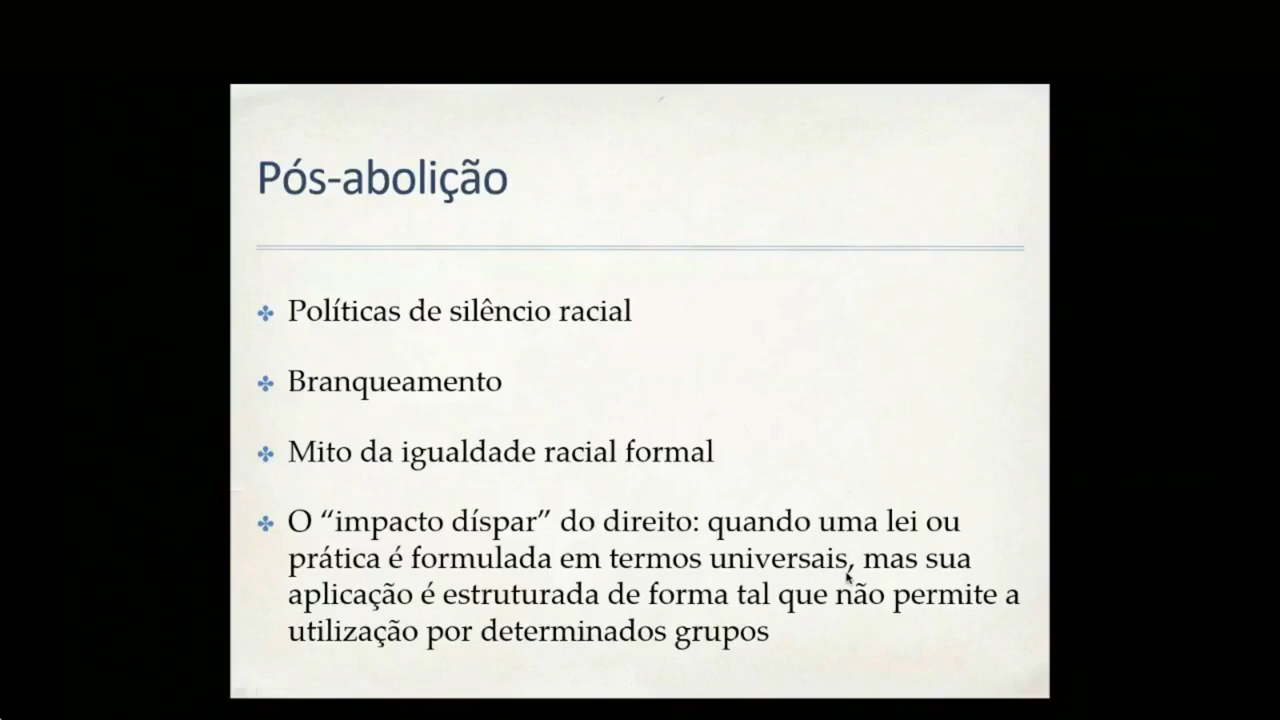 Pós-abolição
Políticas de silêncio racial
Branqueamento
Mito da igualdade racial formal
O “impacto díspar” do direito: quando uma lei ou
prática é formulada em termos universais, mas sua
aplicação é estruturada de forma tal que não permite a
utilização por determinados grupos